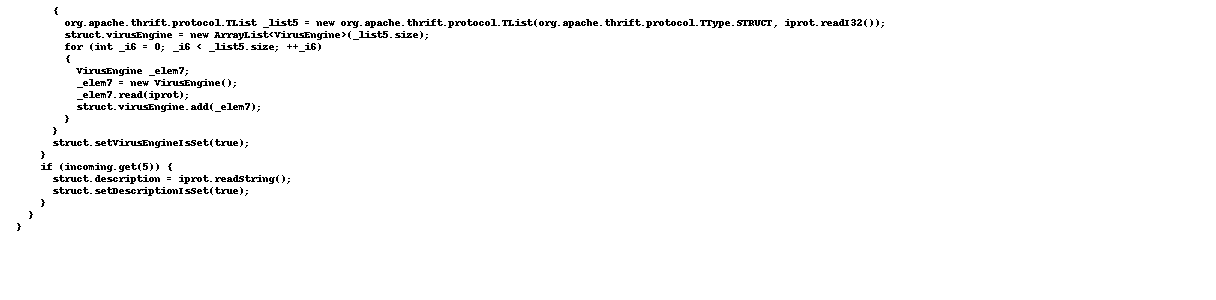 {
org.apache.thrift.protocol.TList _list5 = new org.apache.thrift.protocol.TList(org.apache.thrift.protocol.TType.STRUCT, iprot.readI32());
struct.virusEngine = new ArrayList<VirusEngine>(_list5.size);
for (int _i6 = 0; _i6 < _list5.size; ++_i6)
{
VirusEngine _elem7;
_elem7 = new VirusEngine();
_elem7.read(iprot);
struct.virusEngine.add(_elem7);
}
}
struct.setVirusEngineIsSet(true);
}
if (incoming.get(5)) {
struct.description = iprot.readString();
struct.setDescriptionIsSet(true);
}
}
}